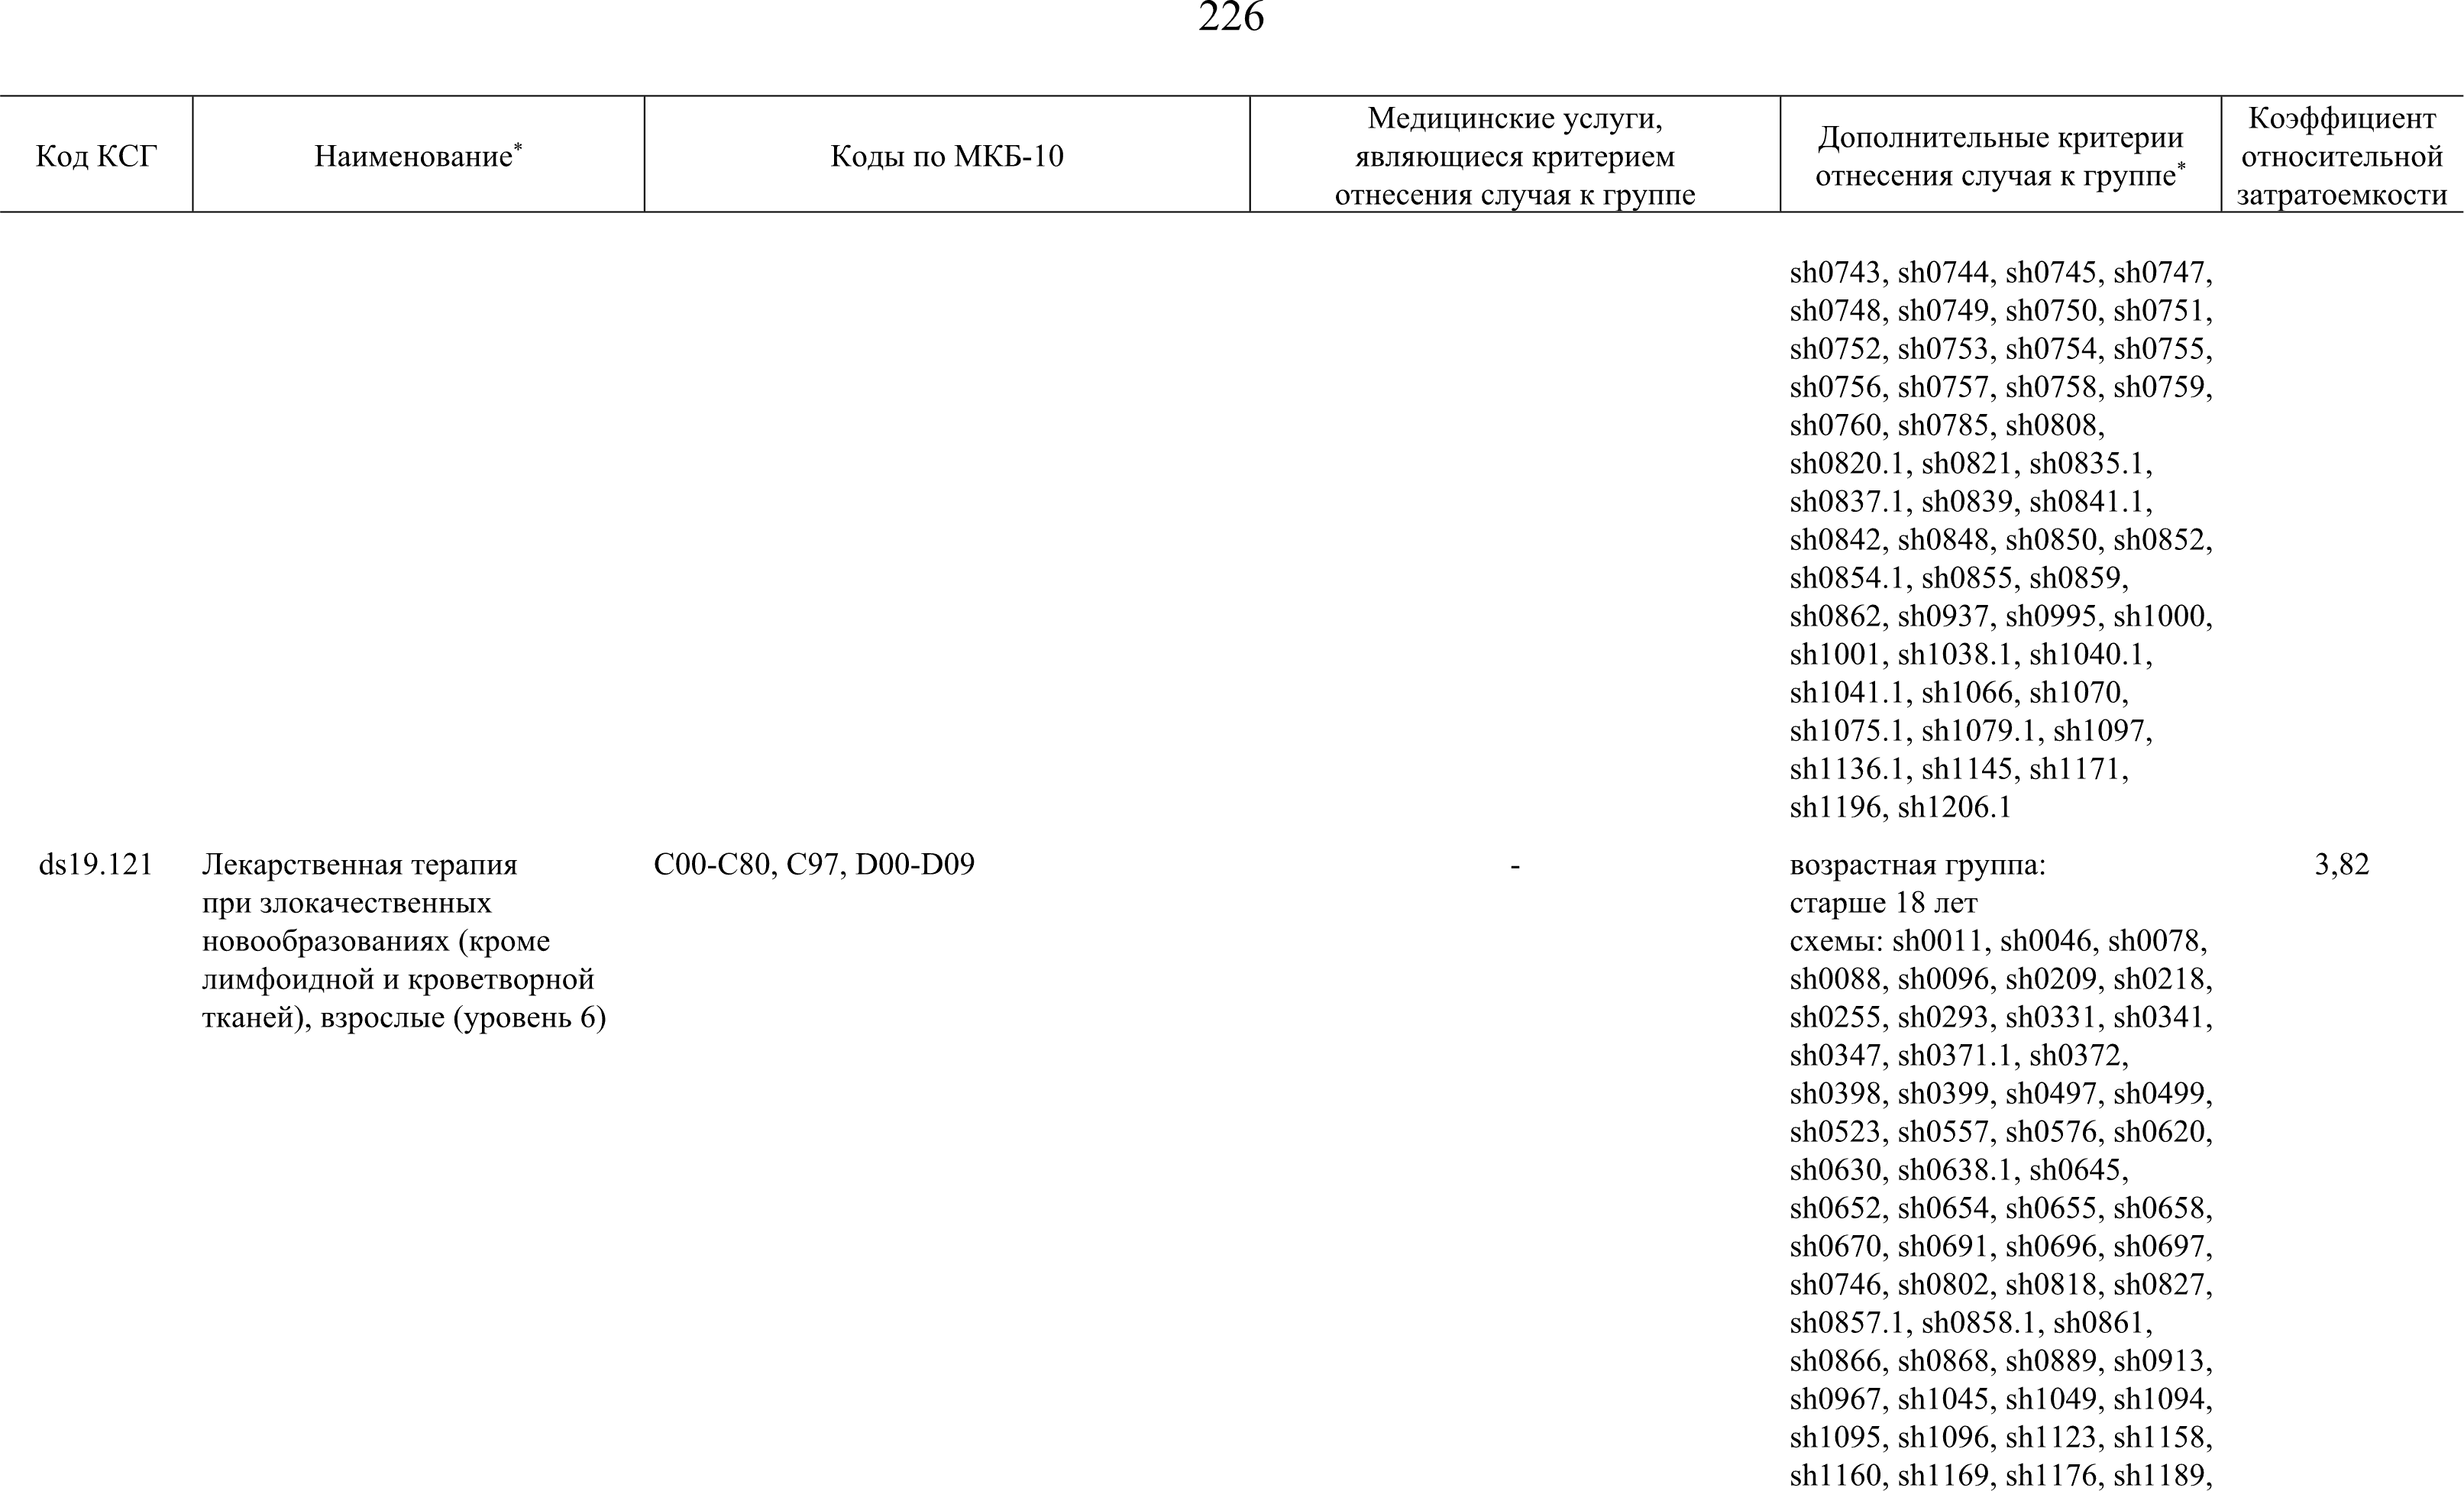 226
Код КСГ
Наименование*
Коды по МКБ-10
Медицинские услуги,
являющиеся критерием
отнесения случая к группе
Дополнительные критерии
отнесения случая к группе*
Коэффициент
относительной
затратоемкости
sh0743, sh0744, sh0745, sh0747,
sh0748, sh0749, sh0750, sh0751,
sh0752, sh0753, sh0754, sh0755,
sh0756, sh0757, sh0758, sh0759,
sh0760, sh0785, sh0808,
sh0820.1, sh0821, sh0835.1,
sh0837.1, sh0839, sh0841.1,
sh0842, sh0848, sh0850, sh0852,
sh0854.1, sh0855, sh0859,
sh0862, sh0937, sh0995, sh1000,
sh1001, sh1038.1, sh1040.1,
sh1041.1, sh1066, sh1070,
sh1075.1, sh1079.1, sh1097,
sh1136.1, sh1145, sh1171,
sh1196, sh1206.1
ds19.121
Лекарственная терапия
при злокачественных
новообразованиях (кроме
лимфоидной и кроветворной
тканей), взрослые (уровень 6)
C00-C80, C97, D00-D09
-
возрастная группа:
старше 18 лет
схемы: sh0011, sh0046, sh0078,
sh0088, sh0096, sh0209, sh0218,
sh0255, sh0293, sh0331, sh0341,
sh0347, sh0371.1, sh0372,
sh0398, sh0399, sh0497, sh0499,
sh0523, sh0557, sh0576, sh0620,
sh0630, sh0638.1, sh0645,
sh0652, sh0654, sh0655, sh0658,
sh0670, sh0691, sh0696, sh0697,
sh0746, sh0802, sh0818, sh0827,
sh0857.1, sh0858.1, sh0861,
sh0866, sh0868, sh0889, sh0913,
sh0967, sh1045, sh1049, sh1094,
sh1095, sh1096, sh1123, sh1158,
sh1160, sh1169, sh1176, sh1189,
3,82